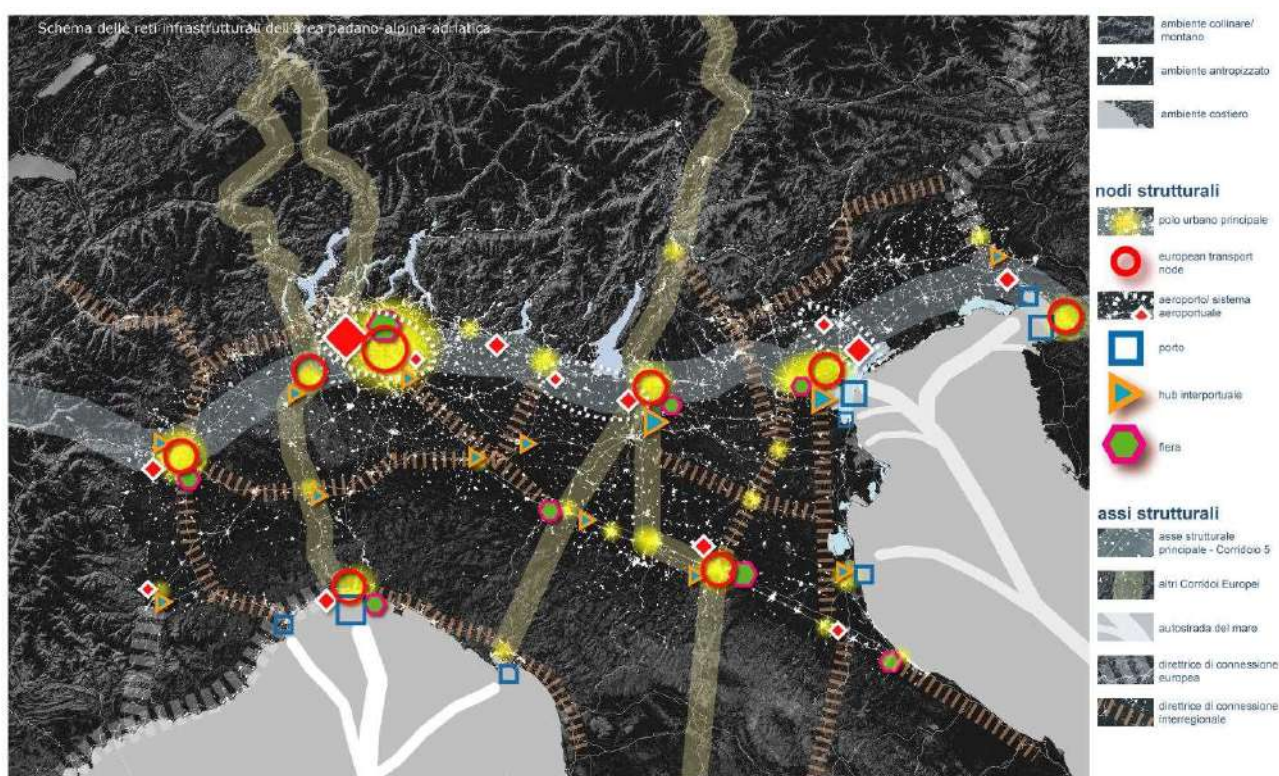 Schema delle reti infrastrutturali dell'area padano-alpina-adriatica
ambiente collinare/
montano
ambiente antropizzato
ambiente costiero
nodi strutturali
polo urbano principale
european transport
node
aeroporto/ sistema
aeroportuale
porto
hub interportuale
fiera
assi strutturali
asse strutturale
principale - Corridoio 5
altri Corridoi Europei
autostrada del mare
direttrice di connessione
europea
direttrice di connessione
interregionale